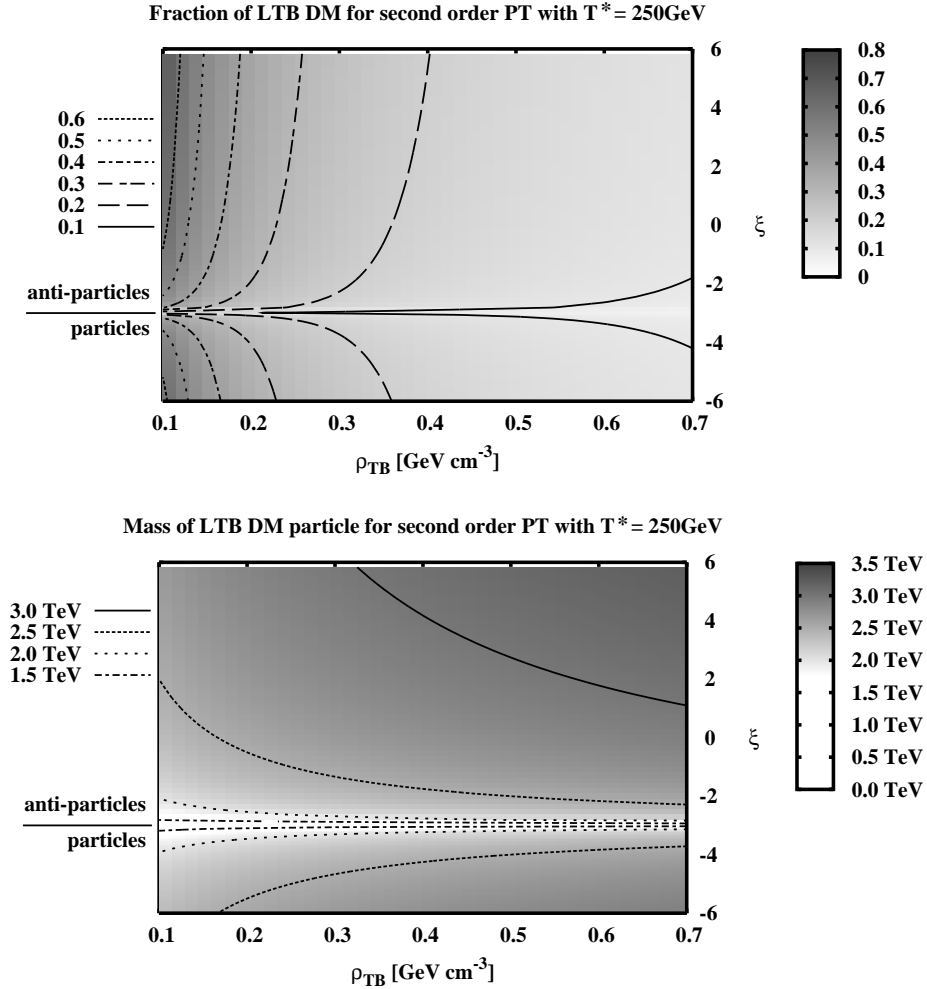 Fraction of LTB DM for second order PT with T* = 250GeV
0.6
0.5
0.4
0.3
0.2
0.1
anti-particles
particles
6
4
2
0
-2
-4
-6
ξ
0.8
0.7
0.6
0.5
0.4
0.3
0.2
0.1
0
0.1 0.2 0.3 0.4 0.5 0.6 0.7
ρTB [GeV cm-3]
Mass of LTB DM particle for second order PT with T* = 250GeV
3.0 TeV
2.5 TeV
2.0 TeV
1.5 TeV
anti-particles
particles
6
4
2
0
-2
-4
-6
ξ
3.5 TeV
3.0 TeV
2.5 TeV
2.0 TeV
1.5 TeV
1.0 TeV
0.5 TeV
0.0 TeV
0.1 0.2 0.3 0.4 0.5 0.6 0.7
ρTB [GeV cm-3]